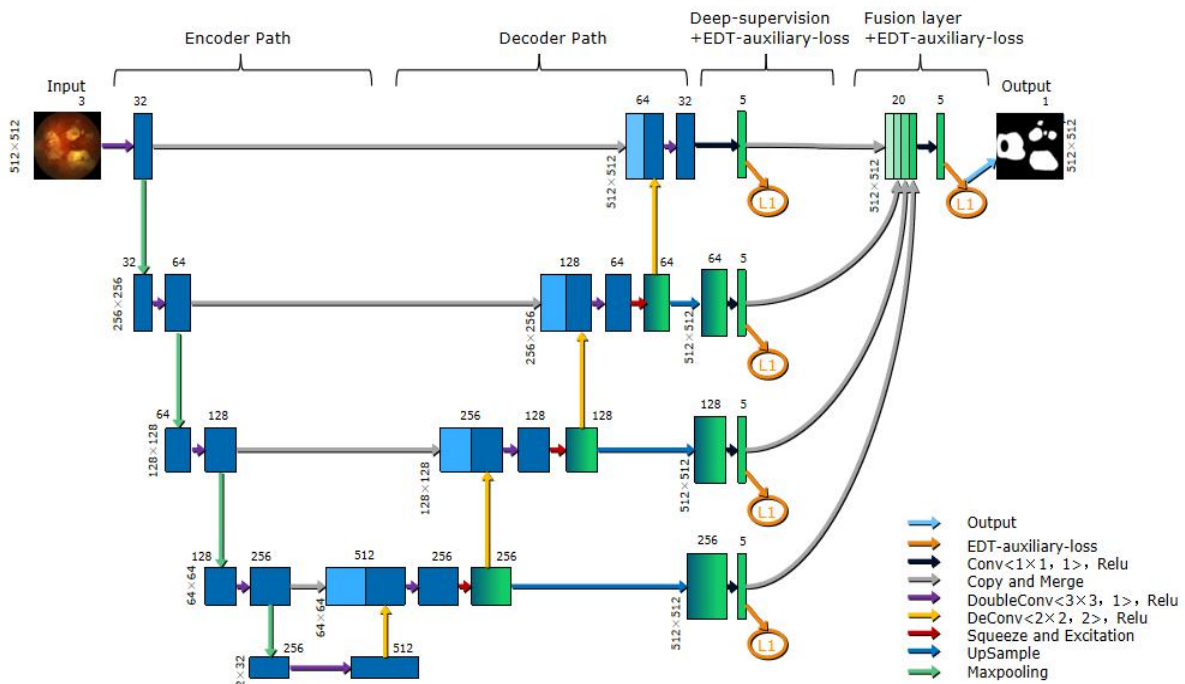 Encoder Path
Decoder Path
Deep-supervision
+EDT-auxiliary-loss
Fusion layer
+EDT-auxiliary-loss
Input
3
512×512
32
64
32
512×512
5
L1
20
5
512×512
L1
Output
1
512×512
32
64
256×256
128
64
64
256×256
64
5
512×512
L1
64
128
128×128
256
128
128
128×128
128
5
512×512
L1
128
256
64×64
512
256
256
64×64
256
5
512×512
L1
256
512
Output
EDT-auxiliary-loss
Conv<1×1, 1>, Relu
Copy and Merge
DoubleConv<3×3, 1>, Relu
DeConv<2×2, 2>, Relu
Squeeze and Excitation
UpSample
Maxpooling